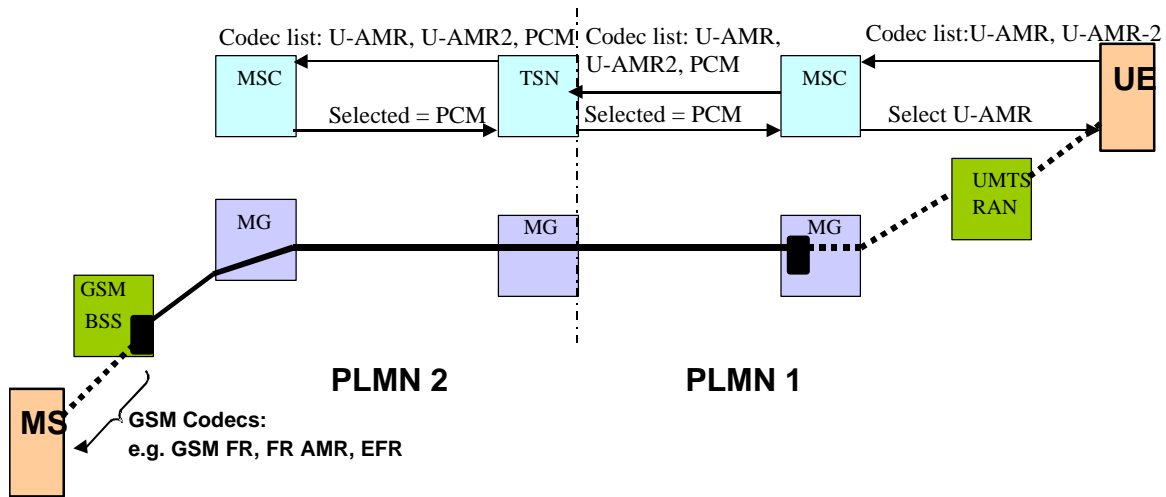 Codec list: U-AMR, U-AMR2, PCM
Codec list: U-AMR,
U-AMR2, PCM
Codec list:U-AMR, U-AMR-2
MSC
TSN
MSC
UE
Selected = PCM
Selected = PCM
Select U-AMR
UMTS
RAN
MG
MG
MG
GSM
BSS
PLMN 2
PLMN 1
MS
GSM Codecs:
e.g. GSM FR, FR AMR, EFR